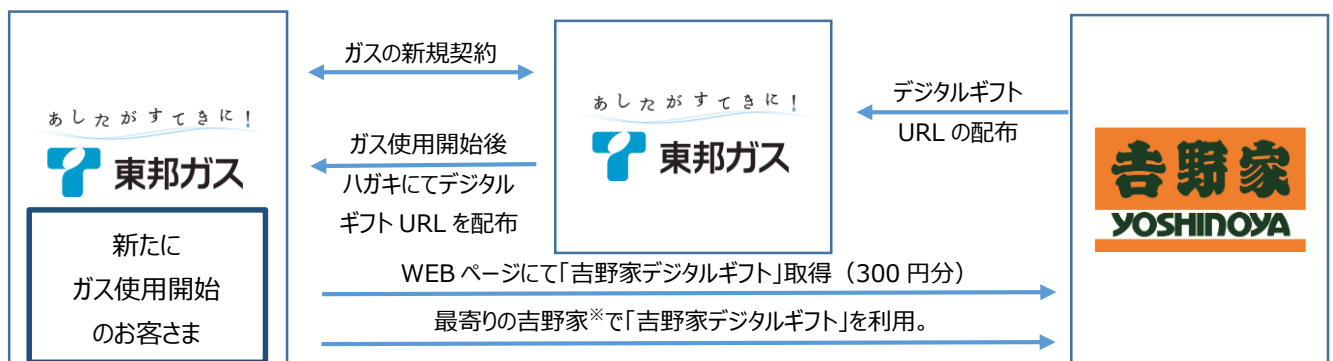 あしたがすてきに!
東邦ガス
新たに
ガス使用開始
のお客さま
ガスの新規契約
ガス使用開始後
ハガキにてデジタル
ギフト URL を配布
あしたがすてきに!
東邦ガス
デジタルギフト
URL の配布
吉野家
YOSHINOYA
WEB ページにて「吉野家デジタルギフト」取得（300 円分）
最寄りの吉野家※で「吉野家デジタルギフト」を利用。